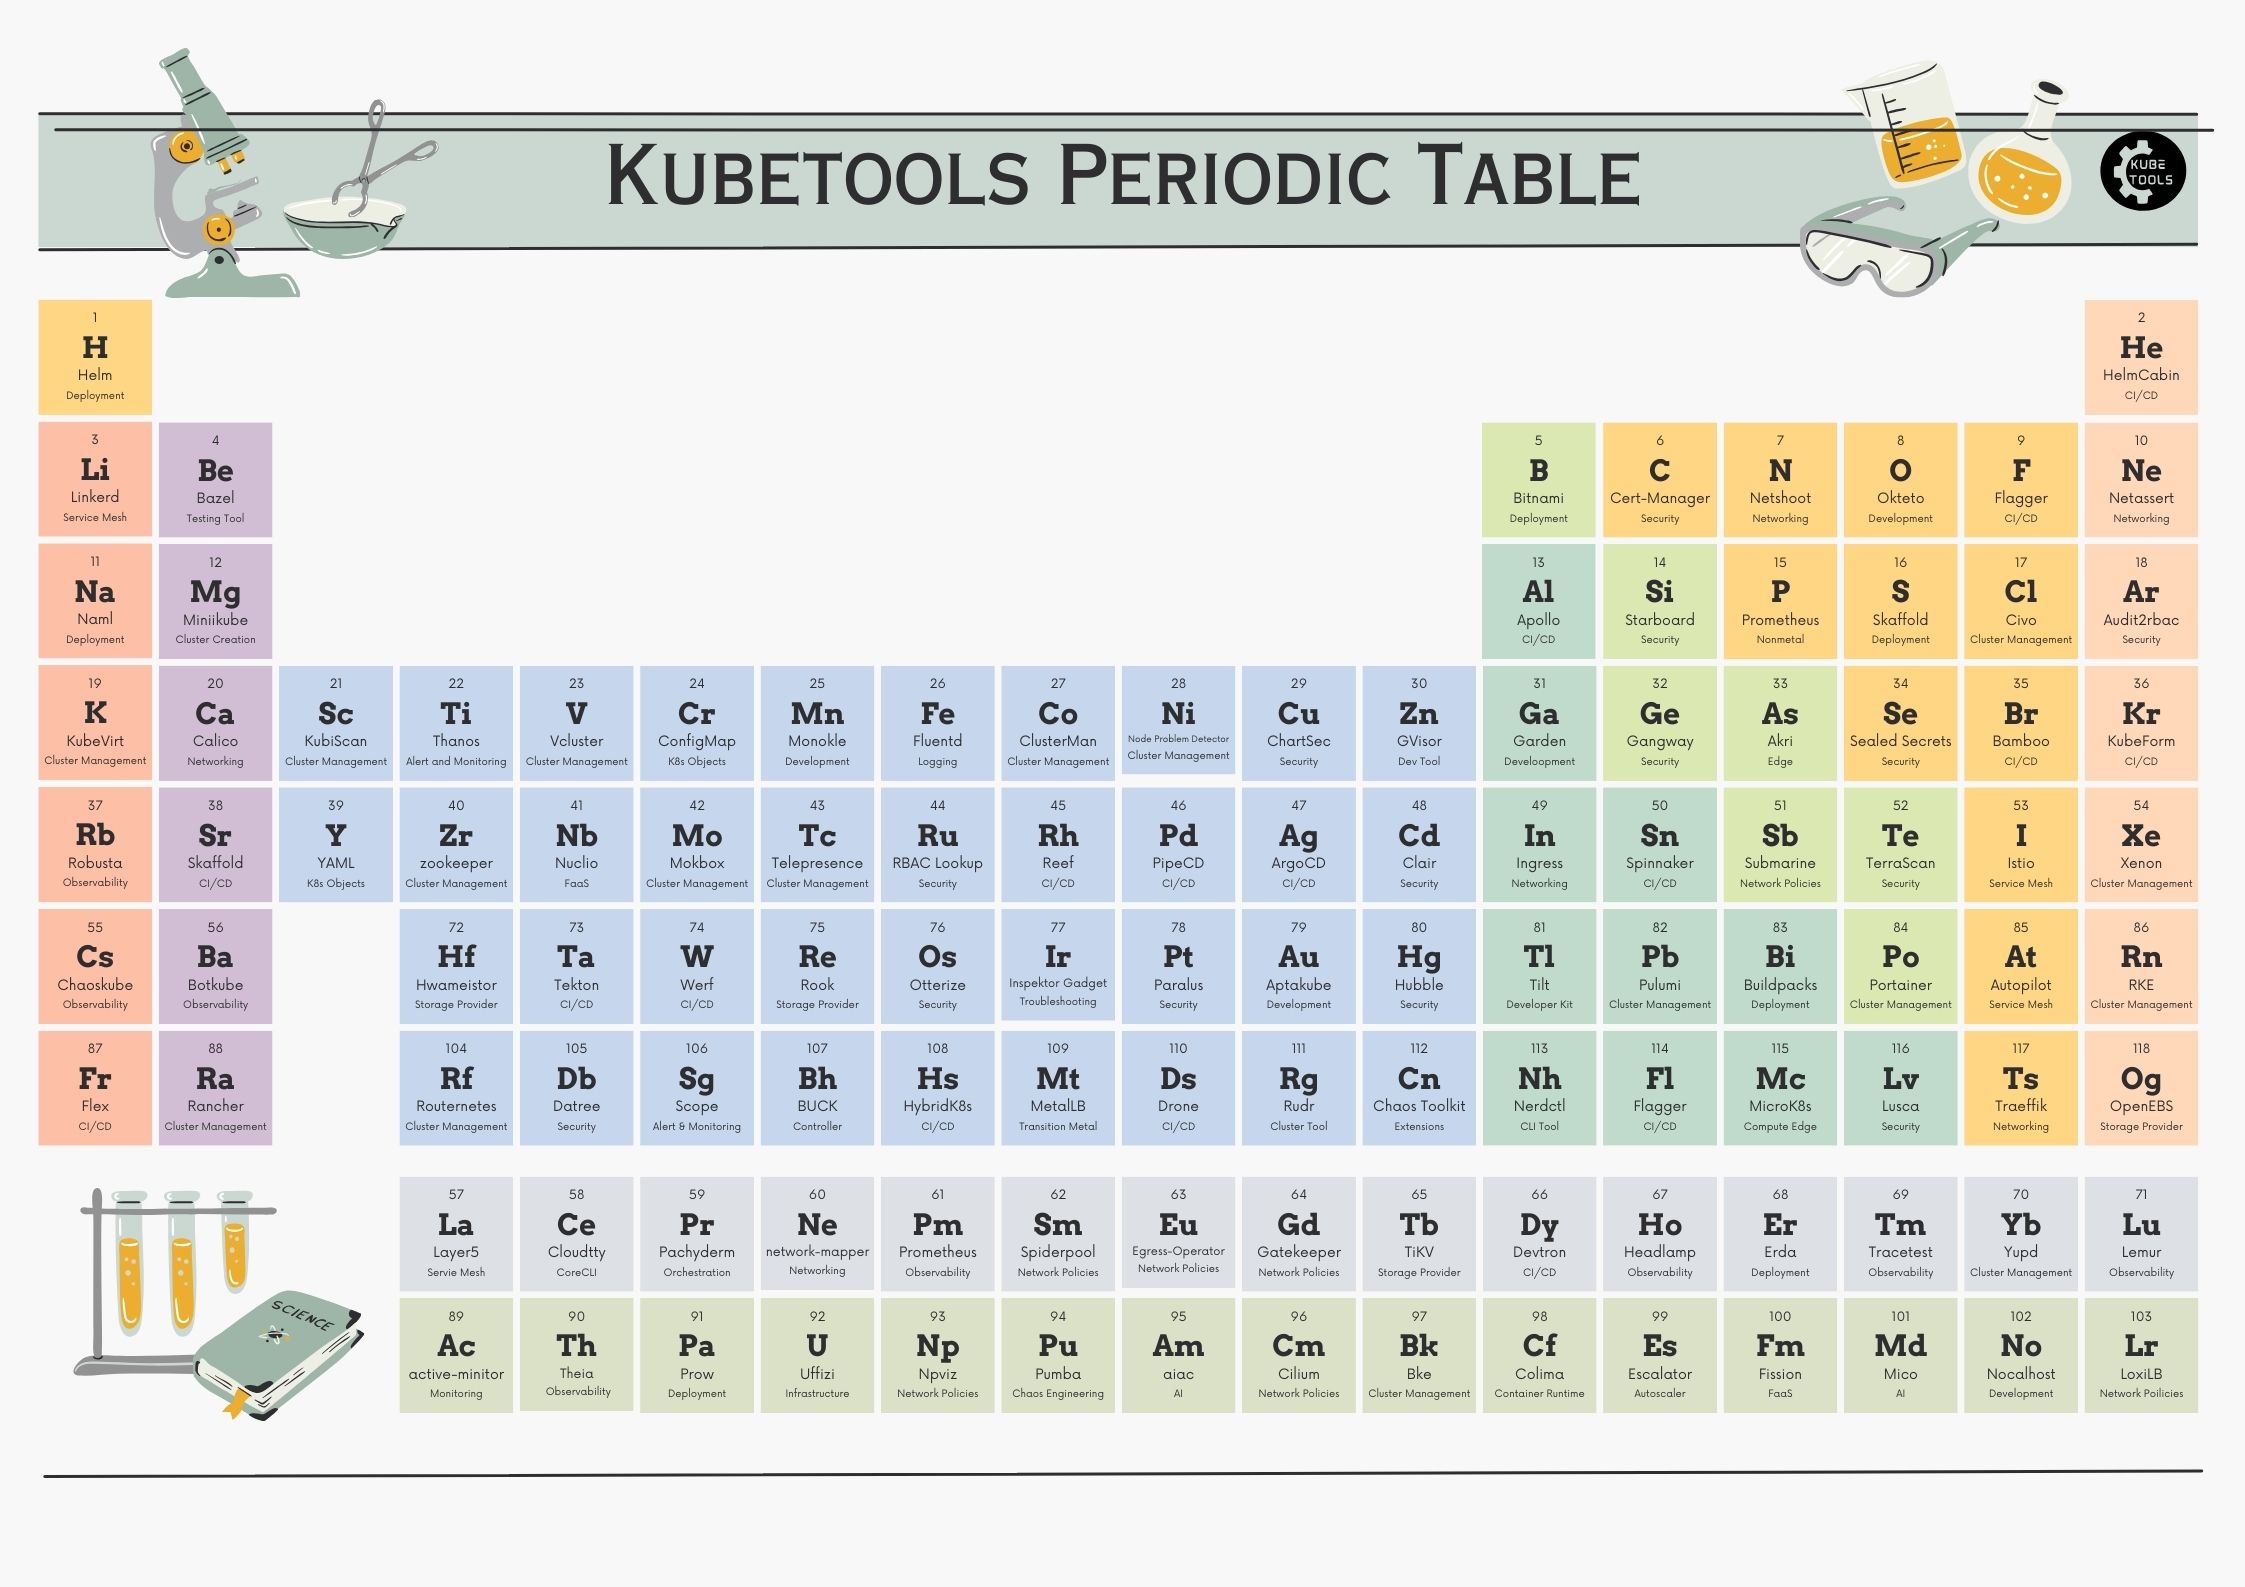 KUBETOOLS PERIODIC TABLE
KUBE
TOOLS
1
H
Helm
Deployment
2
He
HelmCabin
CI/CD
3
Li
Linkerd
Service Mesh
4
Be
Bazel
Testing Tool
5
B
Bitnami
Deployment
6
C
Cert-Manager
Security
7
N
Netshoot
Networking
8
O
Okteto
Development
9
F
Flagger
CI/CD
10
Ne
Netassert
Networking
11
Na
Naml
Deployment
12
Mg
Miniikube
Cluster Creation
13
Al
Apollo
CI/CD
14
Si
Starboard
Security
15
P
Prometheus
Nonmetal
16
S
Skaffold
Deployment
17
Cl
Civo
Cluster Management
18
Ar
Audit2rbac
Security
19
K
KubeVirt
Cluster Management
20
Ca
Calico
Networking
21
Sc
KubiScan
Cluster Management
22
Ti
Thanos
Alert and Monitoring
23
V
Vcluster
Cluster Management
24
Cr
ConfigMap
K8s Objects
25
Mn
Monokle
Development
26
Fe
Fluentd
Logging
27
Co
ClusterMan
Cluster Management
28
Ni
Node Problem Detector
Cluster Management
29
Cu
ChartSec
Security
30
Zn
GVisor
Dev Tool
31
Ga
Garden
Develoopment
32
Ge
Gangway
Security
33
As
Akri
Edge
34
Se
Sealed Secrets
Security
35
Br
Bamboo
CI/CD
36
Kr
KubeForm
CI/CD
37
Rb
Robusta
Observability
38
Sr
Skaffold
CI/CD
39
Y
YAML
K8s Objects
40
Zr
zookeeper
Cluster Management
41
Nb
Nuclio
FaaS
42
Mo
Mokbox
Cluster Management
43
Tc
Telepresence
Cluster Management
44
Ru
RBAC Lookup
Security
45
Rh
Reef
CI/CD
46
Pd
PipeCD
CI/CD
47
Ag
ArgoCD
CI/CD
48
Cd
Clair
Security
49
In
Ingress
Networking
50
Sn
Spinnaker
CI/CD
51
Sb
Submarine
Network Policies
52
Te
TerraScan
Security
53
I
Istio
Service Mesh
54
Xe
Xenon
Cluster Management
55
Cs
Chaoskube
Observability
56
Ba
Botkube
Observability
72
Hf
Hwameistor
Storage Provider
73
Ta
Tekton
CI/CD
74
W
Werf
CI/CD
75
Re
Rook
Storage Provider
76
Os
Otterize
Security
77
Ir
Inspektor Gadget
Troubleshooting
78
Pt
Paralus
Security
79
Au
Aptakube
Development
80
Hg
Hubble
Security
81
Tl
Tilt
Developer Kit
82
Pb
Pulumi
Cluster Management
83
Bi
Buildpacks
Deployment
84
Po
Portainer
Cluster Management
85
At
Autopilot
Service Mesh
86
Rn
RKE
Cluster Management
87
Fr
Flex
CI/CD
88
Ra
Rancher
Cluster Management
104
Rf
Routernetes
Cluster Management
105
Db
Datree
Security
106
Sg
Scope
Alert & Monitoring
107
Bh
BUCK
Controller
108
Hs
HybridK8s
CI/CD
109
Mt
MetalLB
Transition Metal
110
Ds
Drone
CI/CD
111
Rg
Rudr
Cluster Tool
112
Cn
Chaos Toolkit
Extensions
113
Nh
Nerdctl
CLI Tool
114
Fl
Flagger
CI/CD
115
Mc
MicroK8s
Compute Edge
116
Lv
Lusca
Security
117
Ts
Traeffik
Networking
118
Og
OpenEBS
Storage Provider
57
La
Layer5
Servie Mesh
58
Ce
Cloudtty
CoreCLI
59
Pr
Pachyderm
Orchestration
60
Ne
network-mapper
Networking
61
Pm
Prometheus
Observability
62
Sm
Spiderpool
Network Policies
63
Eu
Egress-Operator
Network Policies
64
Gd
Gatekeeper
Network Policies
65
Tb
TiKV
Storage Provider
66
Dy
Devtron
CI/CD
67
Ho
Headlamp
Observability
68
Er
Erda
Deployment
69
Tm
Tracetest
Observability
70
Yb
Yupd
Cluster Management
71
Lu
Lemur
Observability
89
Ac
active-minitor
Monitoring
90
Th
Theia
Observability
91
Pa
Prow
Deployment
92
U
Uffizi
Infrastructure
93
Np
Npviz
Network Policies
94
Pu
Pumba
Chaos Engineering
95
Am
aiac
AI
96
Cm
Cilium
Network Policies
97
Bk
Bke
Cluster Management
98
Cf
Colima
Container Runtime
99
Es
Escalator
Autoscaler
100
Fm
Fission
FaaS
101
Md
Mico
AI
102
No
Nocalhost
Development
103
Lr
LoxiLB
Network Poilicies
SCIENCE